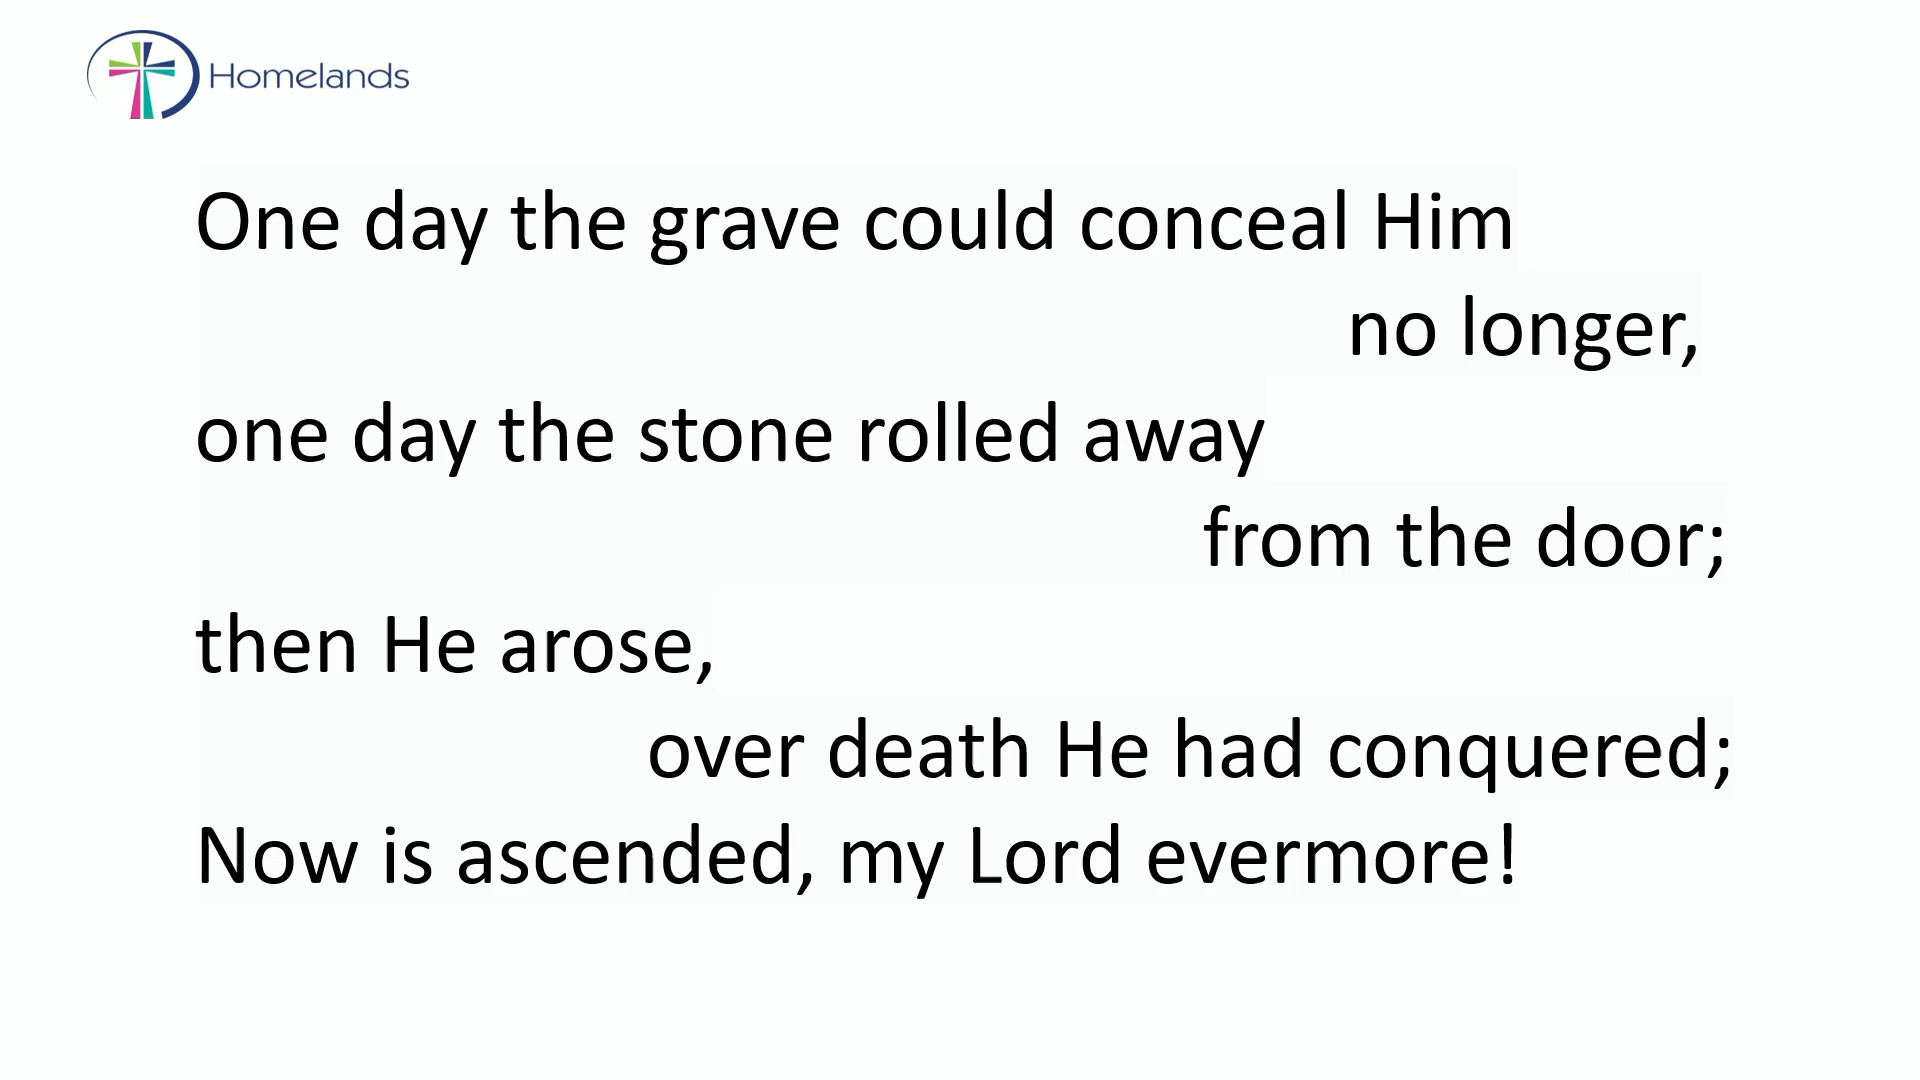 Homelands
One day the grave could conceal Him
no longer,
one day the stone rolled away
from the door;
then He arose,
over death He had conquered;
Now is ascended, my Lord evermore!